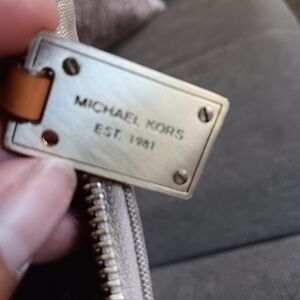 MICHAEL KORS
EST. 1981